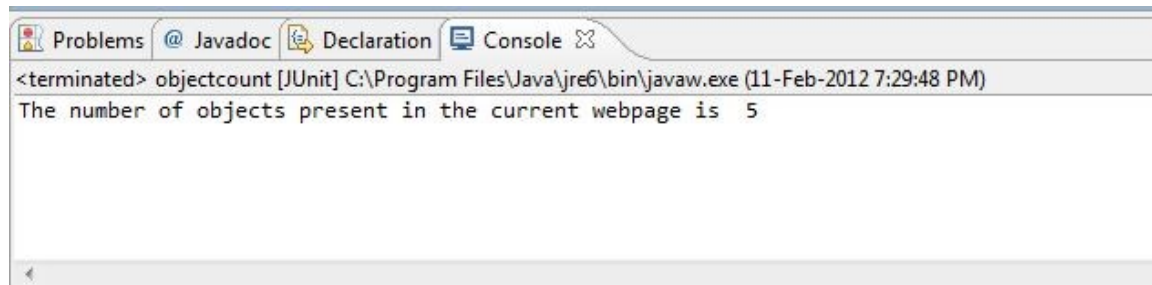 Problems @ Javadoc Declaration Console
<terminated> objectcount [JUnit] C:\Program Files\Java\jre6\bin\javaw.exe (11-Feb-2012 7:29:48 PM)
The number of objects present in the current webpage is  5